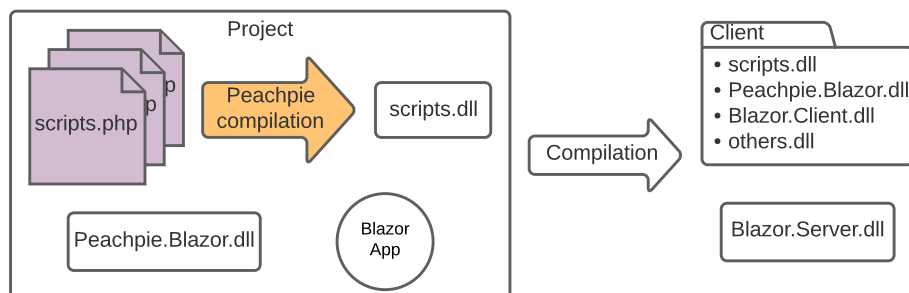 Project
scripts.php
p
p
Peachpie
compilation
scripts.dll
Peachpie.Blazor.dll
Blazor
App
Compilation
Client
• scripts.dll
• Peachpie.Blazor.dll
• Blazor.Client.dll
• others.dll
Blazor.Server.dll